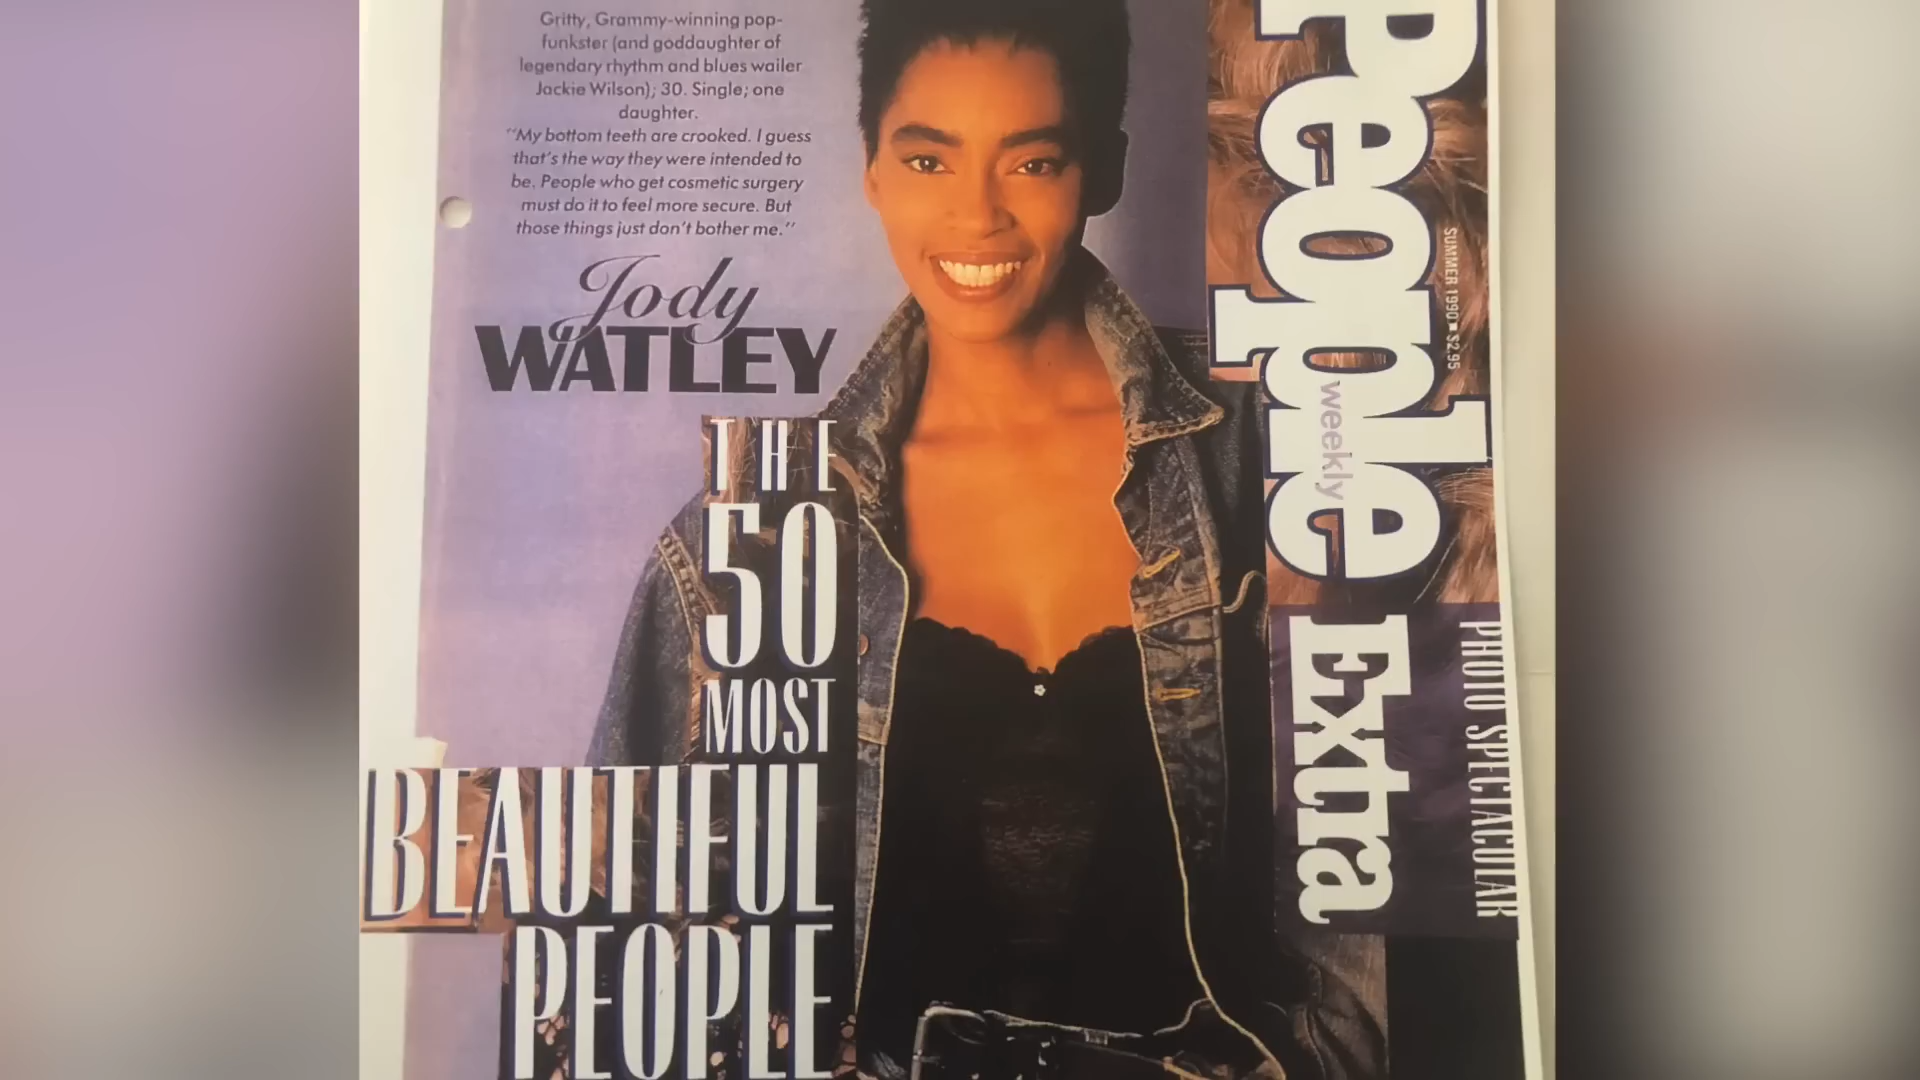 Gritty, Grammy-winning pop-
funkster (and goddaughter of
legendary rhythm and blues wailer
Jackie Wilson); 30. Single; one
daughter.
"My bottom teeth are crooked. I guess
that's the way they were intended to
be. People who get cosmetic surgery
must do it to feel more secure. But
those things just don't bother me."
Jody
WATLEY
THE
50
MOST
BEAUTIFUL
PEOPLE
People
weekly
Extra
SUMMER 1990 ■ $2.95
PHOTO SPECTACULAR